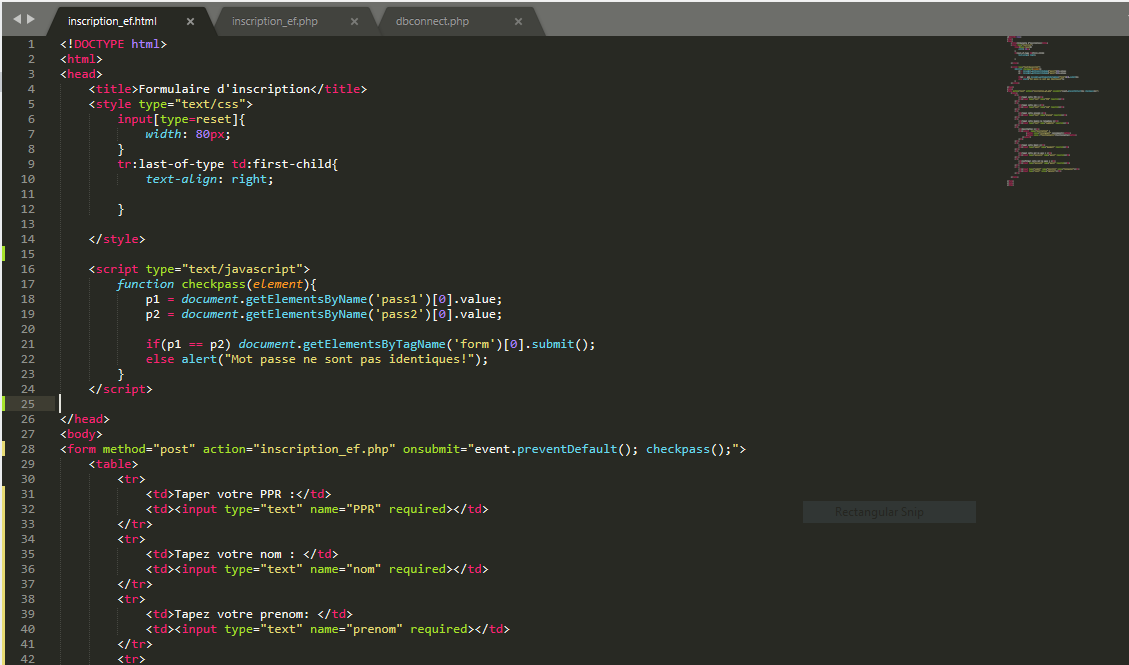 inscription_ef.html × inscription_ef.php × dbconnect.php ×
1 <!DOCTYPE html>
2 <html>
3 <head>
4     <title>Formulaire d'inscription</title>
5     <style type="text/css">
6         input[type=reset]{
7             width: 80px;
8         }
9         tr:last-of-type td:first-child{
10             text-align: right;
11
12         }
13
14     </style>
15
16     <script type="text/javascript">
17         function checkpass(element){
18             p1 = document.getElementsByName('pass1')[0].value;
19             p2 = document.getElementsByName('pass2')[0].value;
20
21             if(p1 == p2) document.getElementsByTagName('form')[0].submit();
22             else alert("Mot passe ne sont pas identiques!");
23         }
24     </script>
25
26 </head>
27 <body>
28 <form method="post" action="inscription_ef.php" onsubmit="event.preventDefault(); checkpass();">
29     <table>
30         <tr>
31             <td>Taper votre PPR :</td>
32             <td><input type="text" name="PPR" required></td>
Rectangular Snip
33         </tr>
34         <tr>
35             <td>Tapez votre nom : </td>
36             <td><input type="text" name="nom" required></td>
37         </tr>
38         <tr>
39             <td>Tapez votre prenom: </td>
40             <td><input type="text" name="prenom" required></td>
41         </tr>
42         <tr>